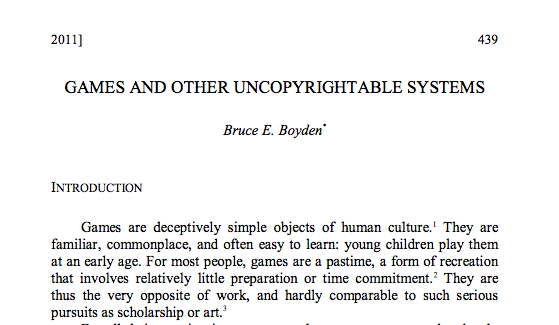 2011] 439
GAMES AND OTHER UNCOPYRIGHTABLE SYSTEMS
Bruce E. Boyden*
INTRODUCTION
Games are deceptively simple objects of human culture.1 They are
familiar, commonplace, and often easy to learn: young children play them
at an early age. For most people, games are a pastime, a form of recreation
that involves relatively little preparation or time commitment.2 They are
thus the very opposite of work, and hardly comparable to such serious
pursuits as scholarship or art.3